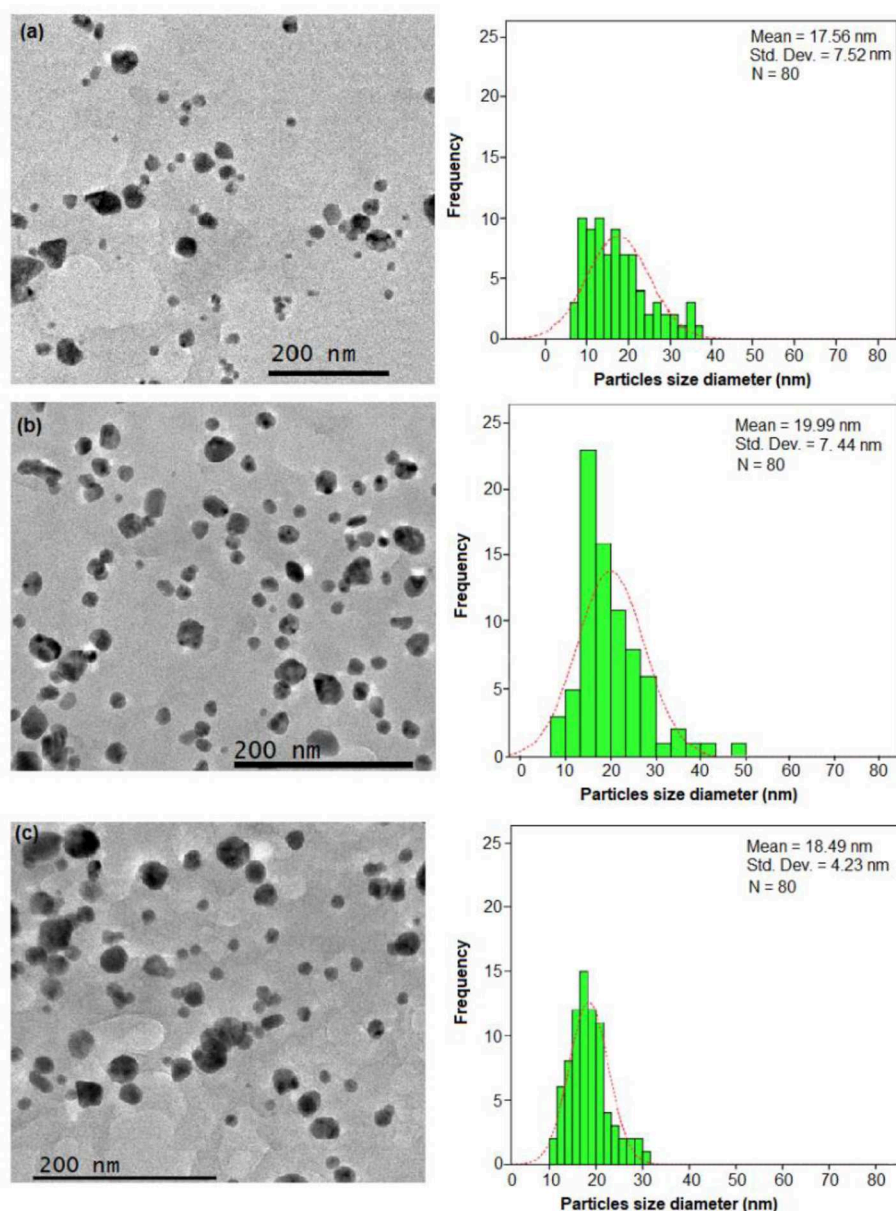 (a)
200 nm
Mean = 17.56 nm
Std. Dev. = 7.52 nm
N = 80
Frequency
25
20
15
10
5
0
0 10 20 30 40 50 60 70 80
Particles size diameter (nm)
(b)
200 nm
Mean = 19.99 nm
Std. Dev. = 7. 44 nm
N = 80
Frequency
25
20
15
10
5
0
0 10 20 30 40 50 60 70 80
Particles size diameter (nm)
(c)
200 nm
Mean = 18.49 nm
Std. Dev. = 4.23 nm
N = 80
Frequency
25
20
15
10
5
0
0 10 20 30 40 50 60 70 80
Particles size diameter (nm)